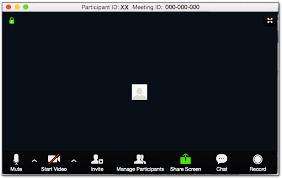 Participant ID: XX Meeting ID: 000-000-000
Mute Start Video Invite Manage Participants Share Screen Chat Record